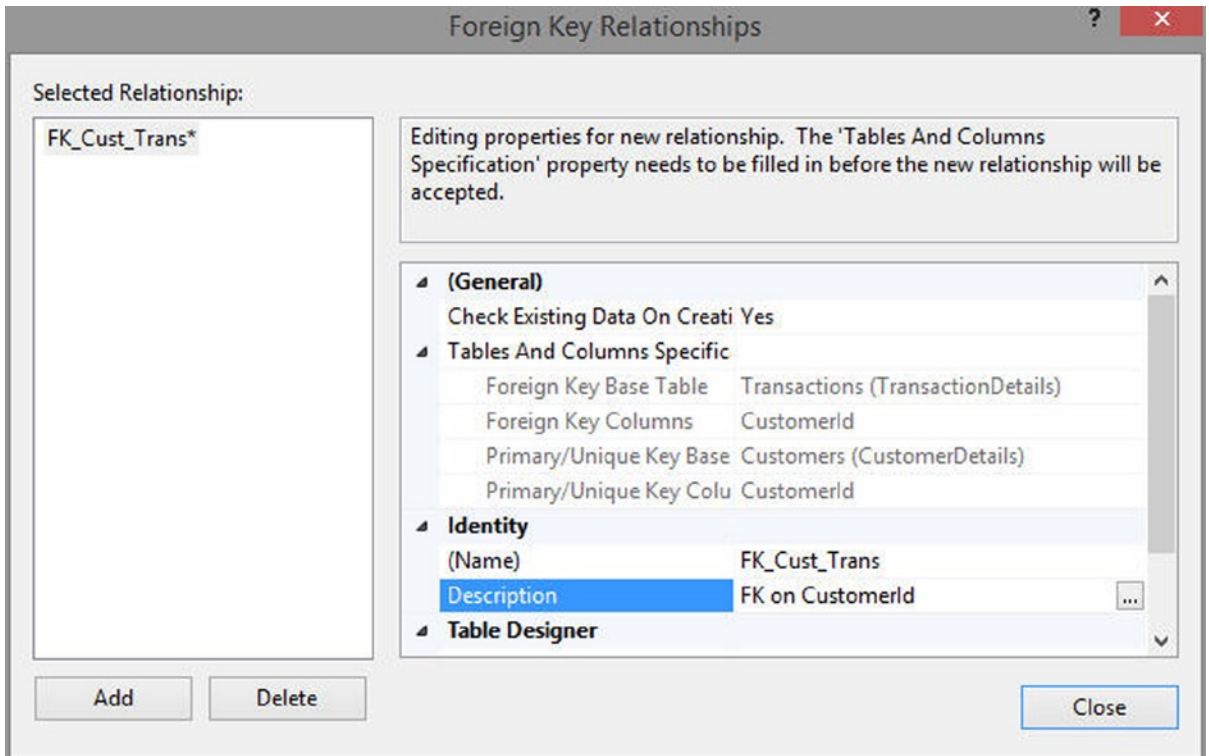 Foreign Key Relationships
?
Selected Relationship:
FK_Cust_Trans*
Editing properties for new relationship. The 'Tables And Columns
Specification' property needs to be filled in before the new relationship will be
accepted.
(General)
Check Existing Data On Creati Yes
Tables And Columns Specific
Foreign Key Base Table Transactions (TransactionDetails)
Foreign Key Columns CustomerId
Primary/Unique Key Base Customers (CustomerDetails)
Primary/Unique Key Colu CustomerId
Identity
(Name) FK_Cust_Trans
Description FK on CustomerId ...
Table Designer
Add Delete
Close